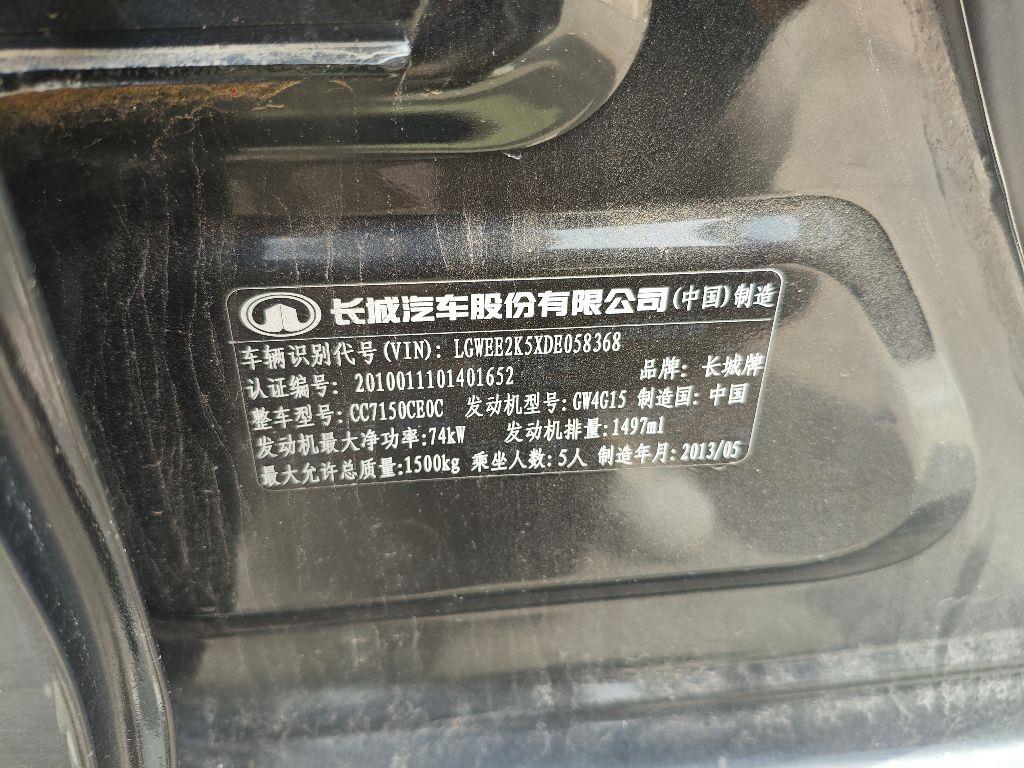 长城汽车股份有限公司(中国)制造
车辆识别代号(VIN): LGWEE2K5XDE058368
认证编号: 2010011101401652 品牌: 长城牌
整车型号:CC7150CE0C 发动机型号:GW4G15 制造国: 中国
发动机最大净功率:74kW 发动机排量:1497ml
最大允许总质量:1500kg 乘坐人数: 5人 制造年月: 2013/05